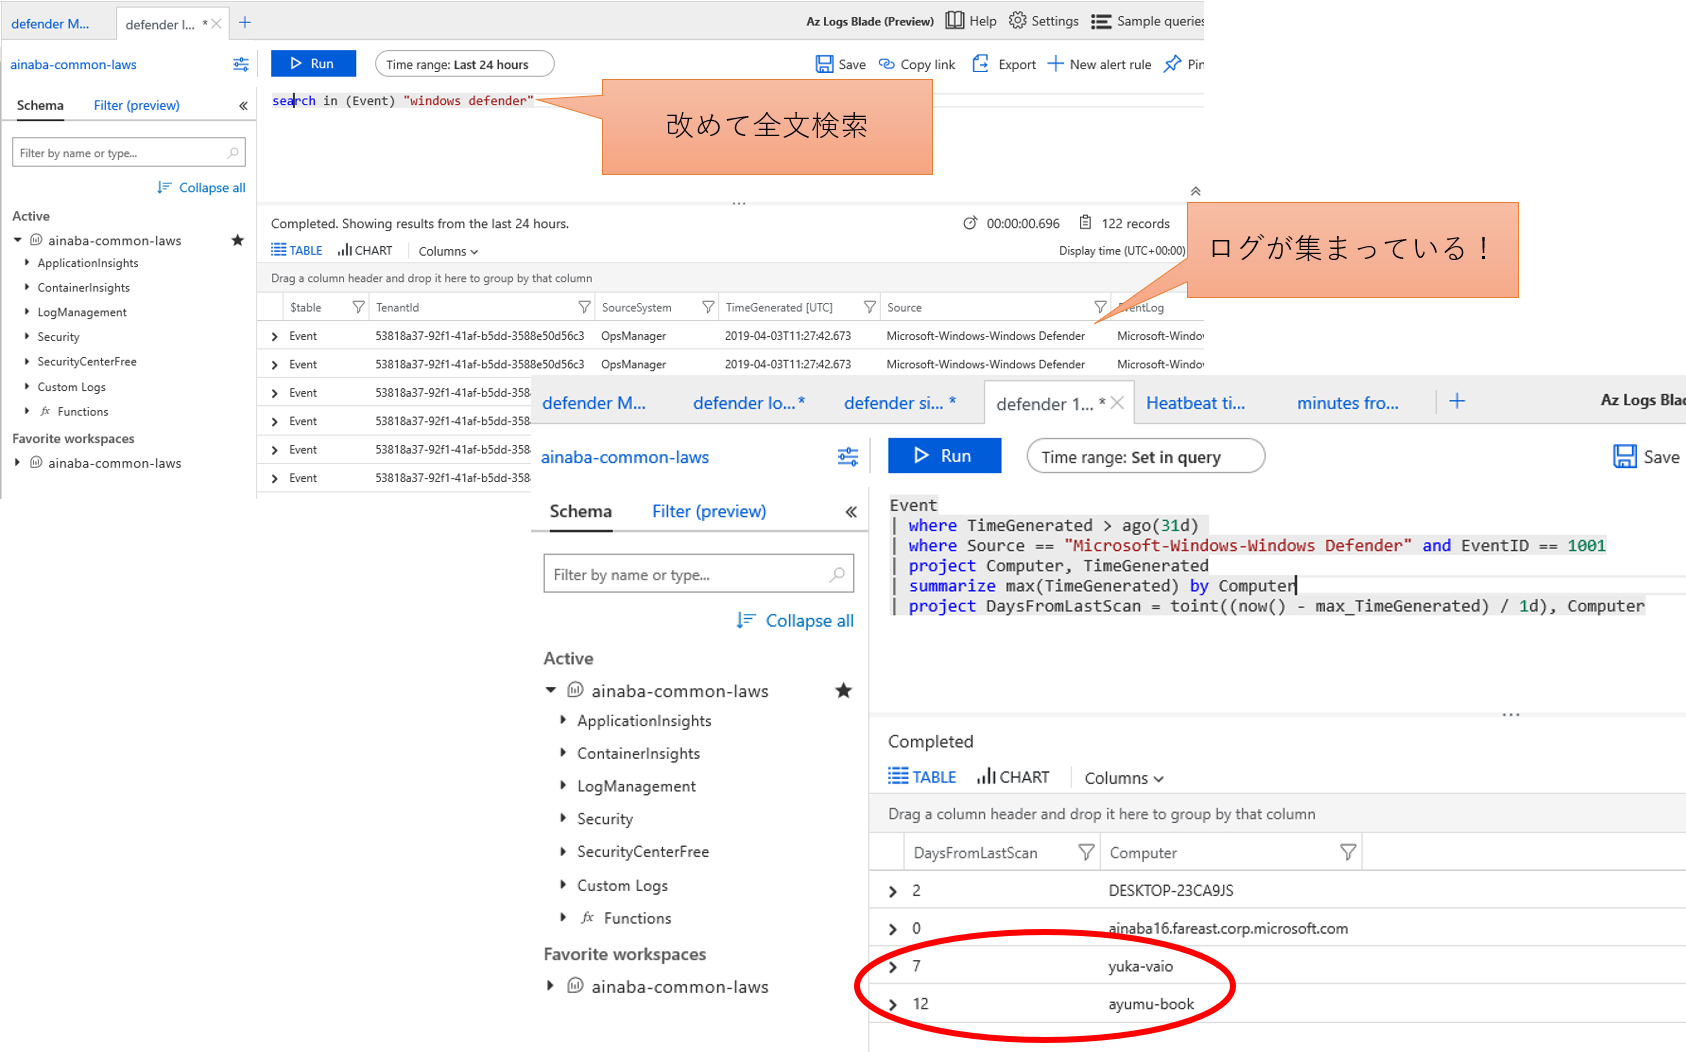 defender M...
defender l... *
Az Logs Blade (Preview)
Help
Settings
Sample queries
ainaba-common-laws
Run
Time range: Last 24 hours
Save
Copy link
Export
New alert rule
Schema
Filter (preview)
«
search in (Event) "windows defender"
改めて全文検索
Filter by name or type...
Collapse all
Active
ainaba-common-laws
ApplicationInsights
ContainerInsights
LogManagement
Security
SecurityCenterFree
Custom Logs
fx Functions
Favorite workspaces
ainaba-common-laws
Completed. Showing results from the last 24 hours.
00:00:00.696
122 records
TABLE
CHART
Columns
Display time (UTC+00:00)
ログが集まっている！
Drag a column header and drop it here to group by that column
$table TenantId SourceSystem TimeGenerated [UTC] Source EventLog
Event 53818a37-92f1-41af-b5dd-3588e50d56c3 OpsManager 2019-04-03T11:27:42.673 Microsoft-Windows-Windows Defender Microsoft-Windo
Event 53818a37-92f1-41af-b5dd-3588e50d56c3 OpsManager 2019-04-03T11:27:42.673 Microsoft-Windows-Windows Defender Microsoft-Windo
Event 53818a37-92f1-41af-b5dd-358
Event 53818a37-92f1-41af-b5dd-358
Event 53818a37-92f1-41af-b5dd-358
Event 53818a37-92f1-41af-b5dd-358
defender M...
defender lo... *
defender si... *
defender 1... *
Heatbeat ti...
minutes fro...
Az Logs Blad
ainaba-common-laws
Run
Time range: Set in query
Save
Schema
Filter (preview)
«
Event
| where TimeGenerated > ago(31d)
| where Source == "Microsoft-Windows-Windows Defender" and EventID == 1001
| project Computer, TimeGenerated
| summarize max(TimeGenerated) by Computer
| project DaysFromLastScan = toint((now() - max_TimeGenerated) / 1d), Computer
Filter by name or type...
Collapse all
Active
ainaba-common-laws
ApplicationInsights
ContainerInsights
LogManagement
Security
SecurityCenterFree
Custom Logs
fx Functions
Favorite workspaces
ainaba-common-laws
Completed
TABLE
CHART
Columns
Drag a column header and drop it here to group by that column
DaysFromLastScan Computer
2 DESKTOP-23CA9JS
0 ainaba16.fareast.corp.microsoft.com
7 yuka-vaio
12 ayumu-book